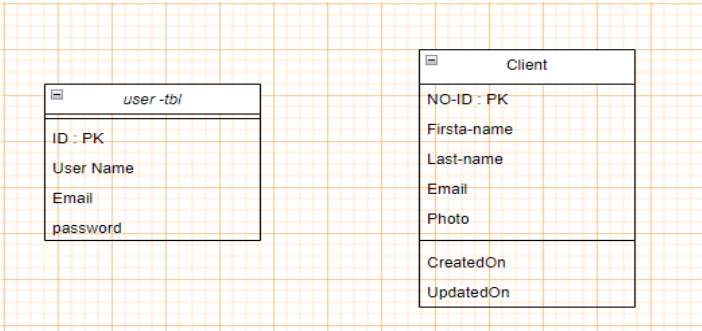 user -tbl
ID : PK
User Name
Email
password
Client
NO-ID : PK
Firsta-name
Last-name
Email
Photo
CreatedOn
UpdatedOn